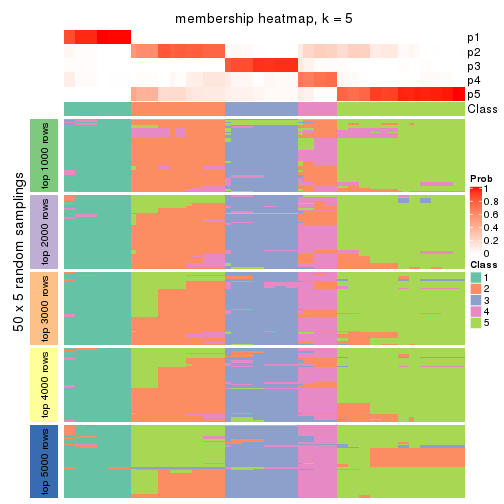 membership heatmap, k = 5
p1
p2
p3
p4
p5
Class
50 x 5 random samplings
top 1000 rows
top 2000 rows
top 3000 rows
top 4000 rows
top 5000 rows
Prob
1
0.8
0.6
0.4
0.2
0
Class
1
2
3
4
5